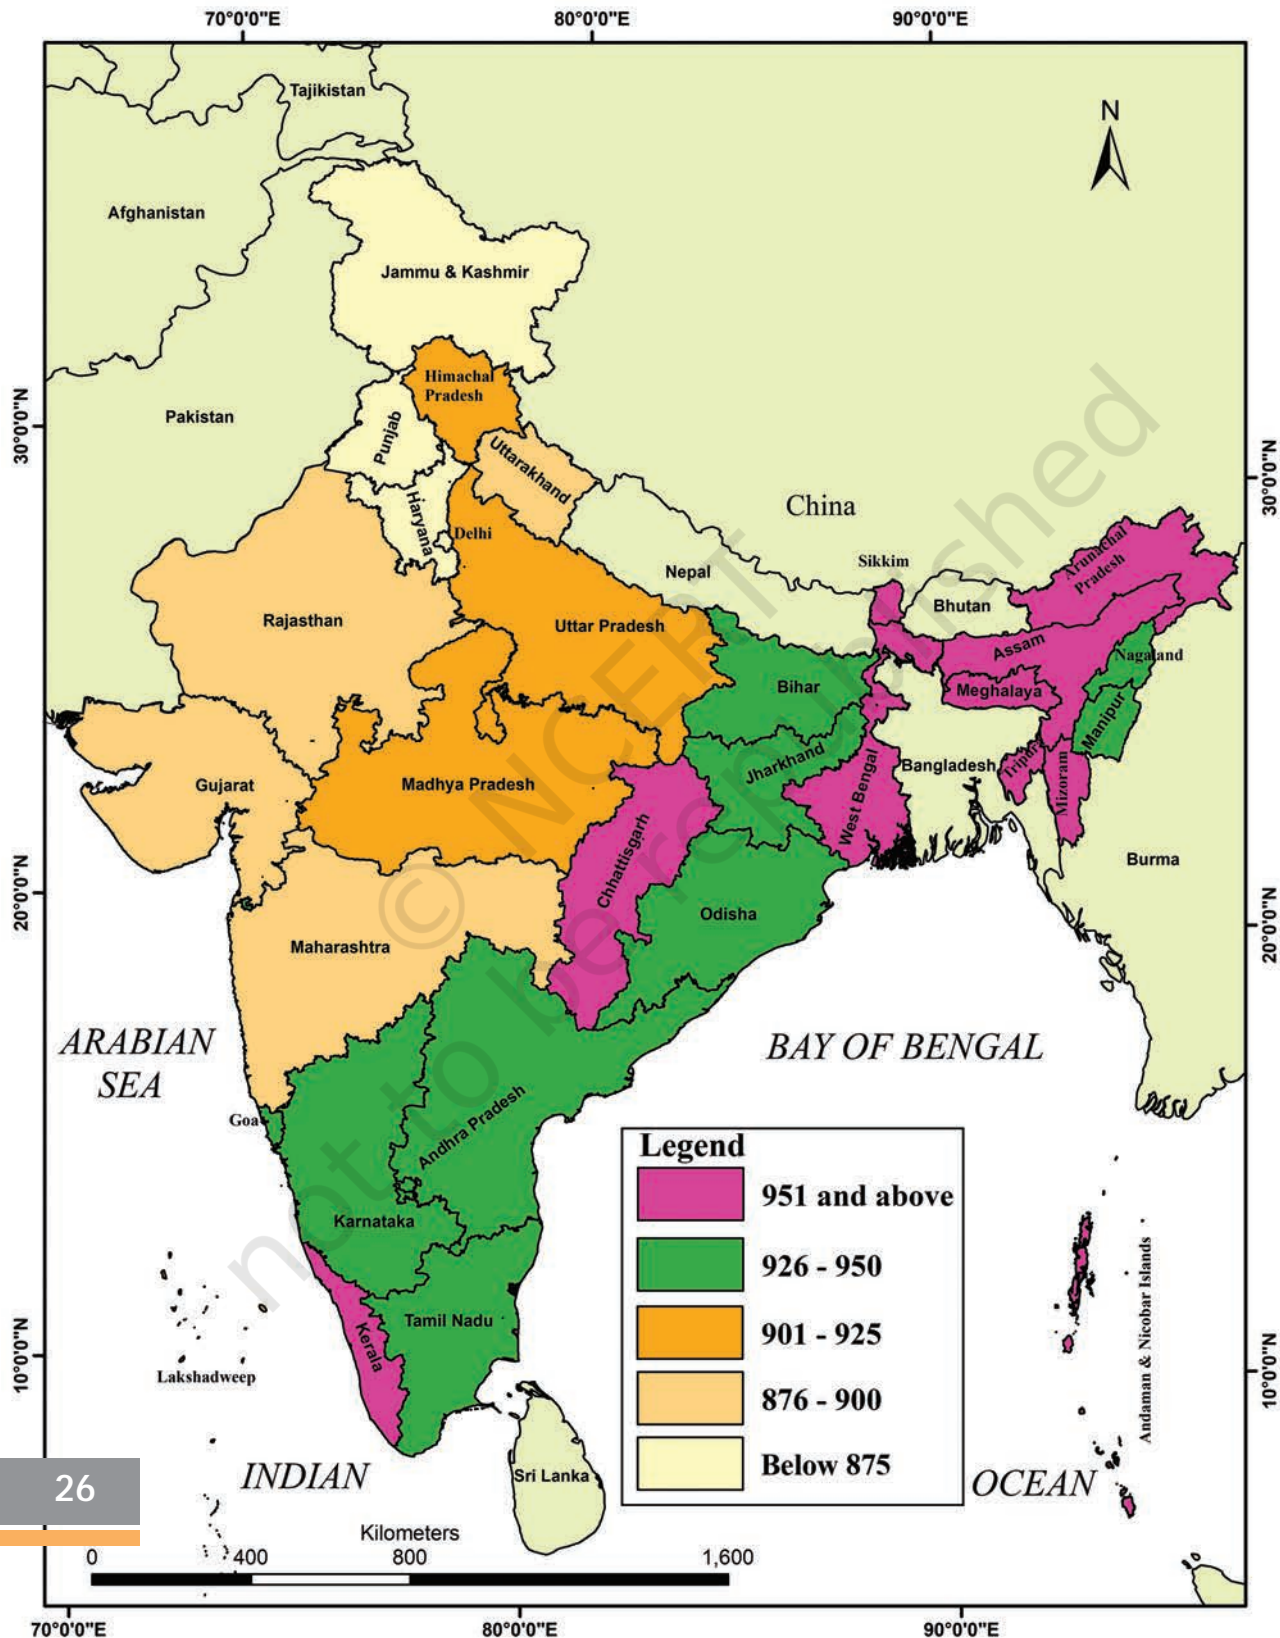 70°0'0"E 80°0'0"E 90°0'0"E
N
Tajikistan
Afghanistan
Jammu & Kashmir
Himachal
Pradesh
Pakistan
Punjab
30°0'0"N
30°0'0"N
Uttarakhand
Haryana
Delhi
China
Nepal
Sikkim
Bhutan
Arunachal
Pradesh
Rajasthan
Uttar Pradesh
Assam
Nagaland
Bihar
Meghalaya
Manipur
Jharkhand
Gujarat
Madhya Pradesh
West Bengal
Bangladesh
Tripura
Mizoram
Chhattisgarh
Burma
20°0'0"N
20°0'0"N
Odisha
Maharashtra
ARABIAN
SEA
BAY OF BENGAL
Goa
Andhra Pradesh
Karnataka
Legend
951 and above
926 - 950
901 - 925
876 - 900
Below 875
Tamil Nadu
Kerala
Lakshadweep
Andaman & Nicobar Islands
10°0'0"N
10°0'0"N
Sri Lanka
INDIAN
OCEAN
26
Kilometers
0 400 800 1,600
70°0'0"E 80°0'0"E 90°0'0"E
© NCERT
not to be republished